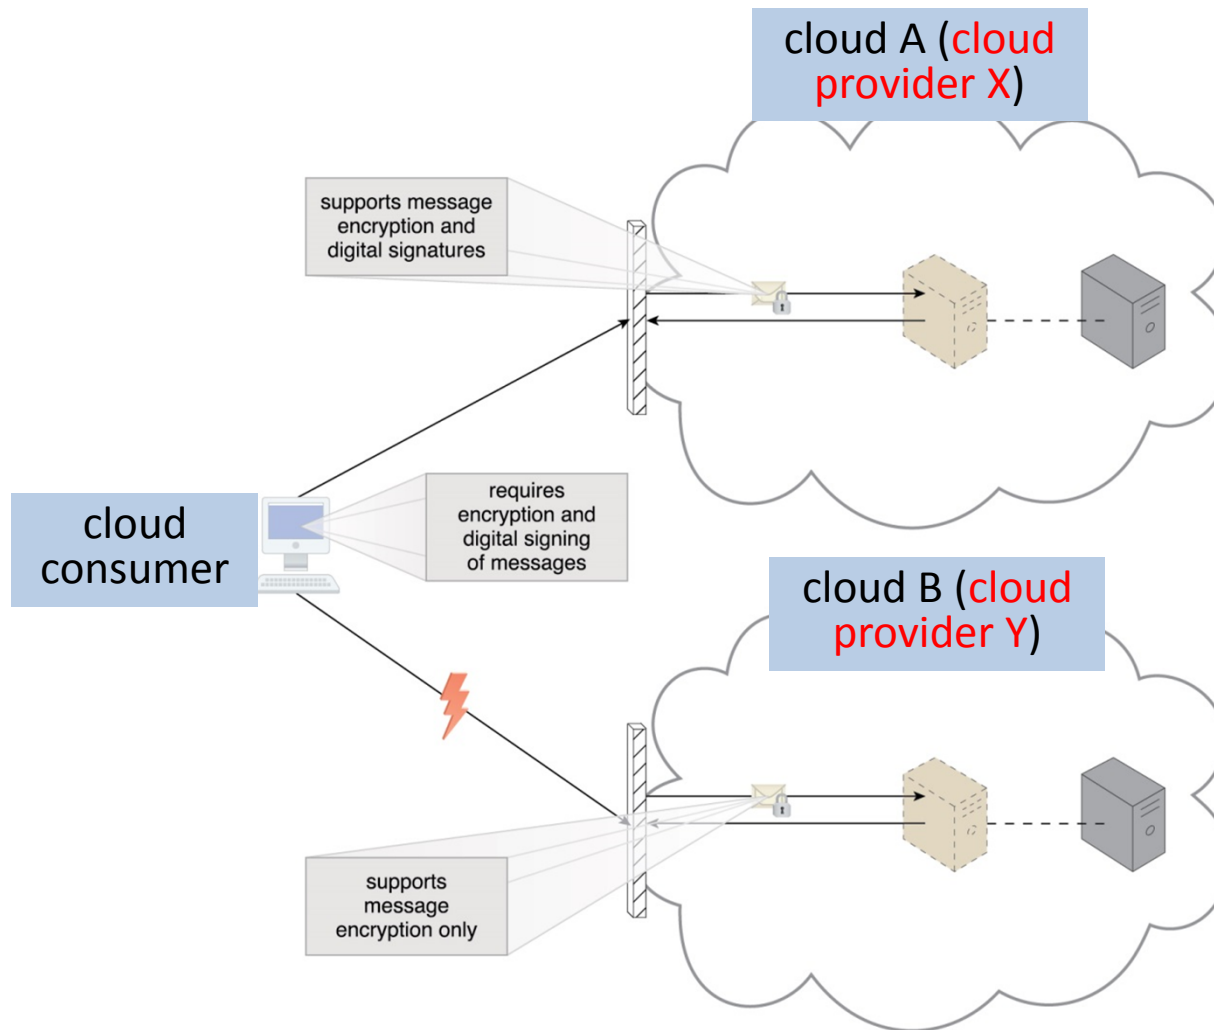 cloud A (cloud
provider X)
supports message
encryption and
digital signatures
requires
encryption and
digital signing
of messages
cloud
consumer
cloud B (cloud
provider Y)
supports
message
encryption only